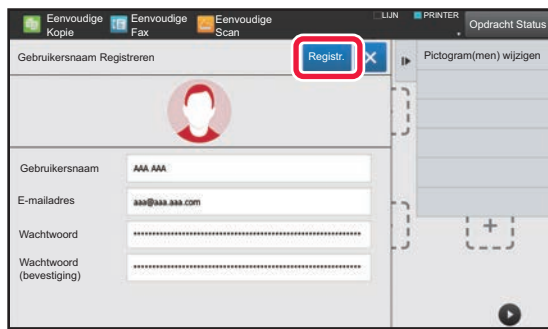 Eenvoudige Kopie
Eenvoudige Fax
Eenvoudige Scan
LIJN
PRINTER
Opdracht Status
Gebruikersnaam Registreren
Registr.
Pictogram(men) wijzigen
Gebruikersnaam
AAA AAA
E-mailadres
aaa@aaa.aaa.com
Wachtwoord
Wachtwoord
(bevestiging)